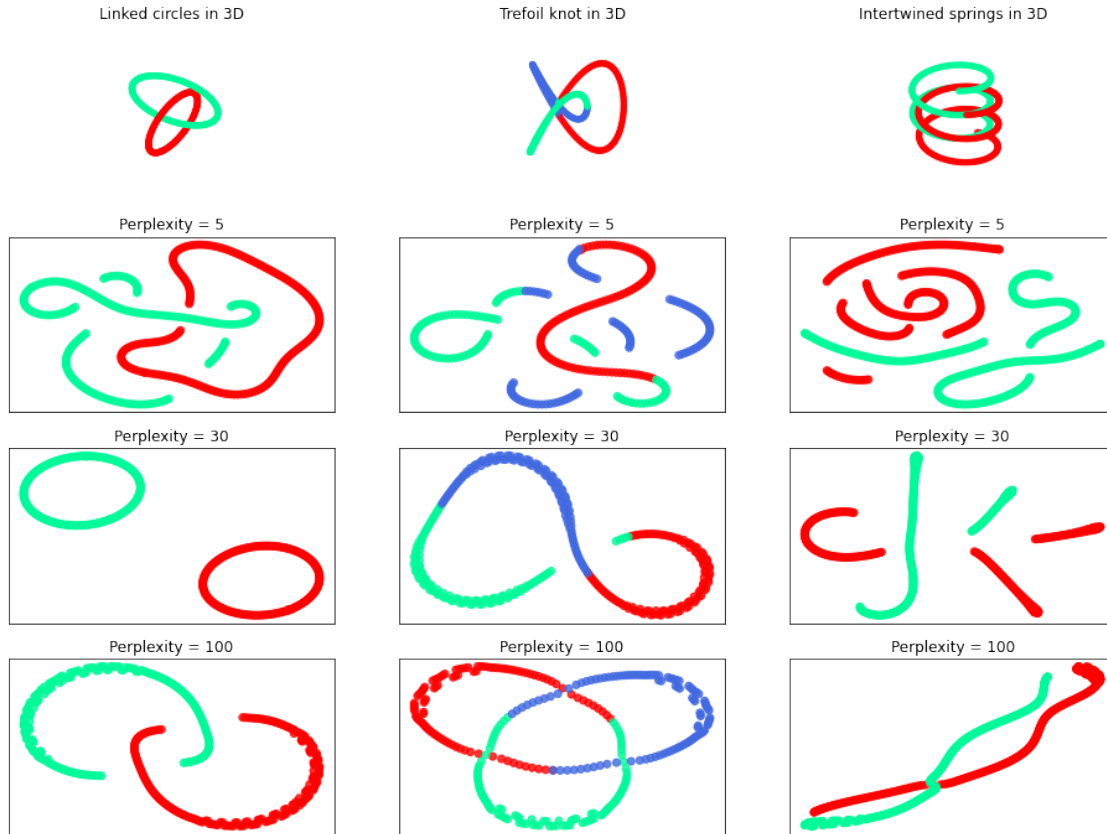 Linked circles in 3D
Trefoil knot in 3D
Intertwined springs in 3D
Perplexity = 5
Perplexity = 5
Perplexity = 5
Perplexity = 30
Perplexity = 30
Perplexity = 30
Perplexity = 100
Perplexity = 100
Perplexity = 100